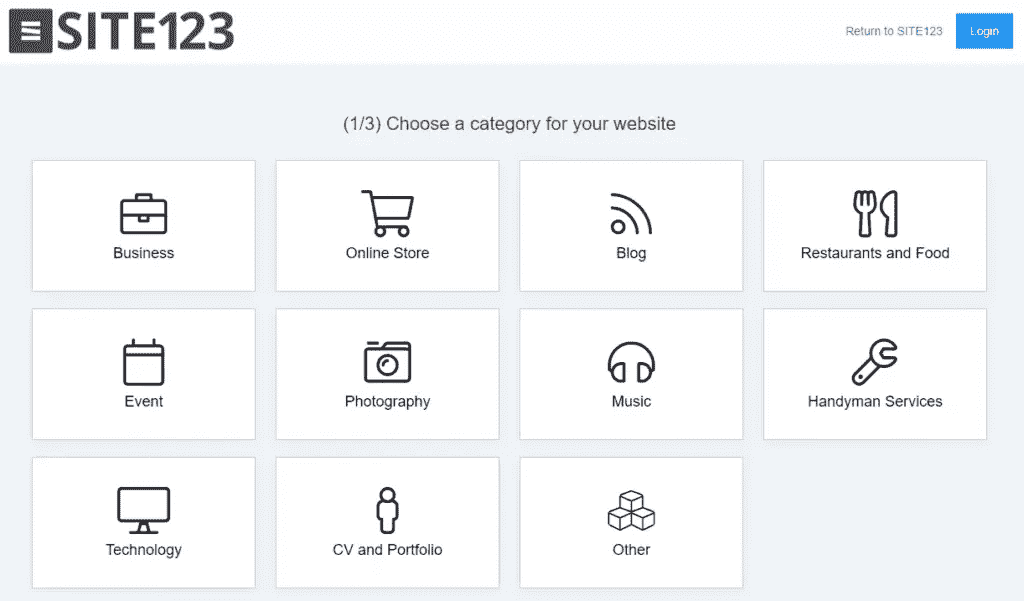 SITE123
Return to SITE123
Login
(1/3) Choose a category for your website
Business
Online Store
Blog
Restaurants and Food
Event
Photography
Music
Handyman Services
Technology
CV and Portfolio
Other